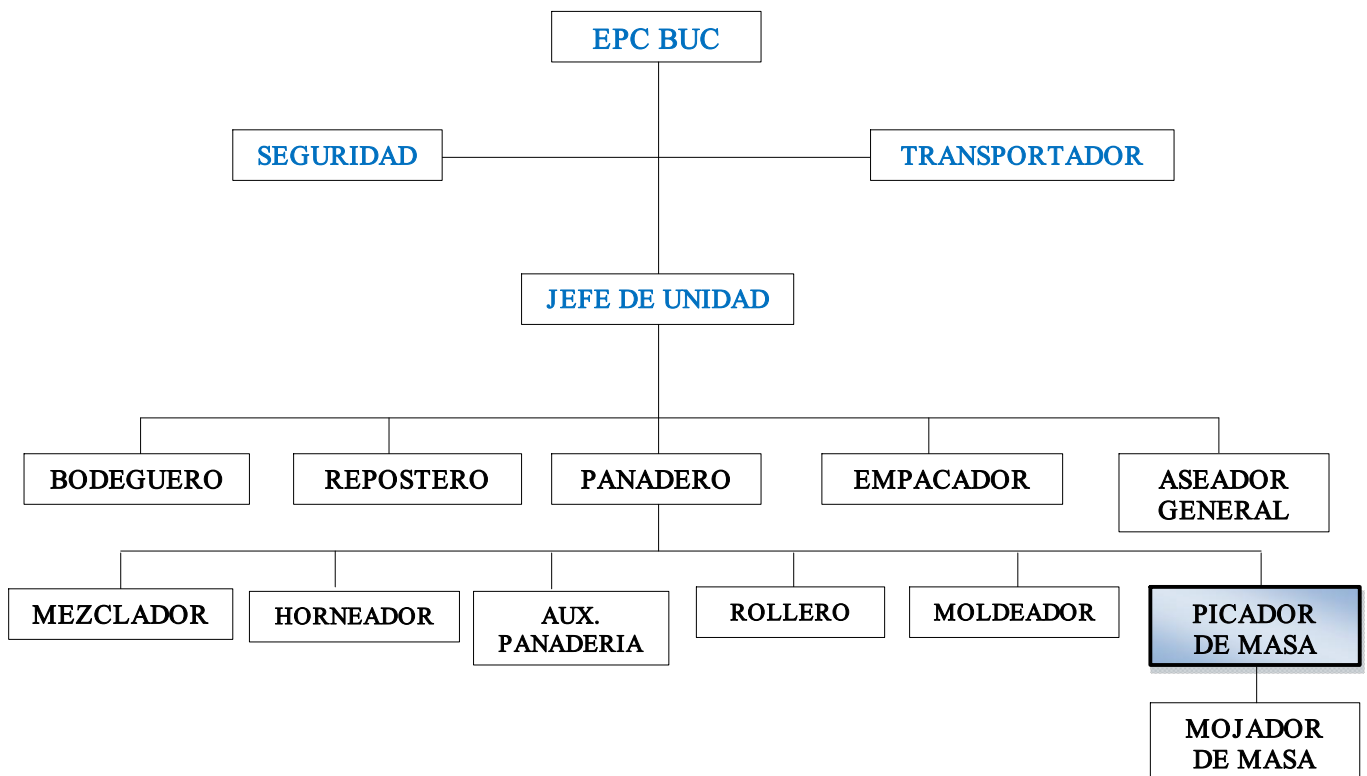 EPC BUC
SEGURIDAD
TRANSPORTADOR
JEFE DE UNIDAD
BODEGUERO
REPOSTERO
PANADERO
EMPACADOR
ASEADOR
GENERAL
MEZCLADOR
HORNEADOR
AUX.
PANADERIA
ROLLERO
MOLDEADOR
PICADOR
DE MASA
MOJADOR
DE MASA